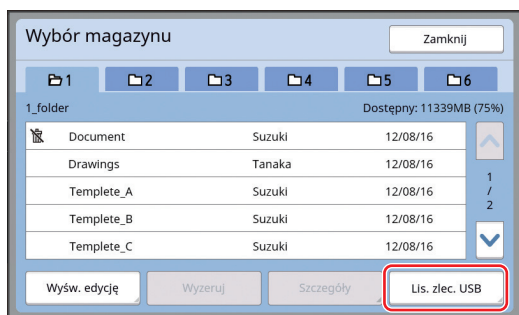 Wybór magazynu Zamknij
1 2 3 4 5 6
1_folder Dostępny: 11339MB (75%)
Document Suzuki 12/08/16
Drawings Tanaka 12/08/16
Templete_A Suzuki 12/08/16
Templete_B Suzuki 12/08/16
Templete_C Suzuki 12/08/16
1
/
2
Wyśw. edycję Wyzeruj Szczegóły Lis. zlec. USB